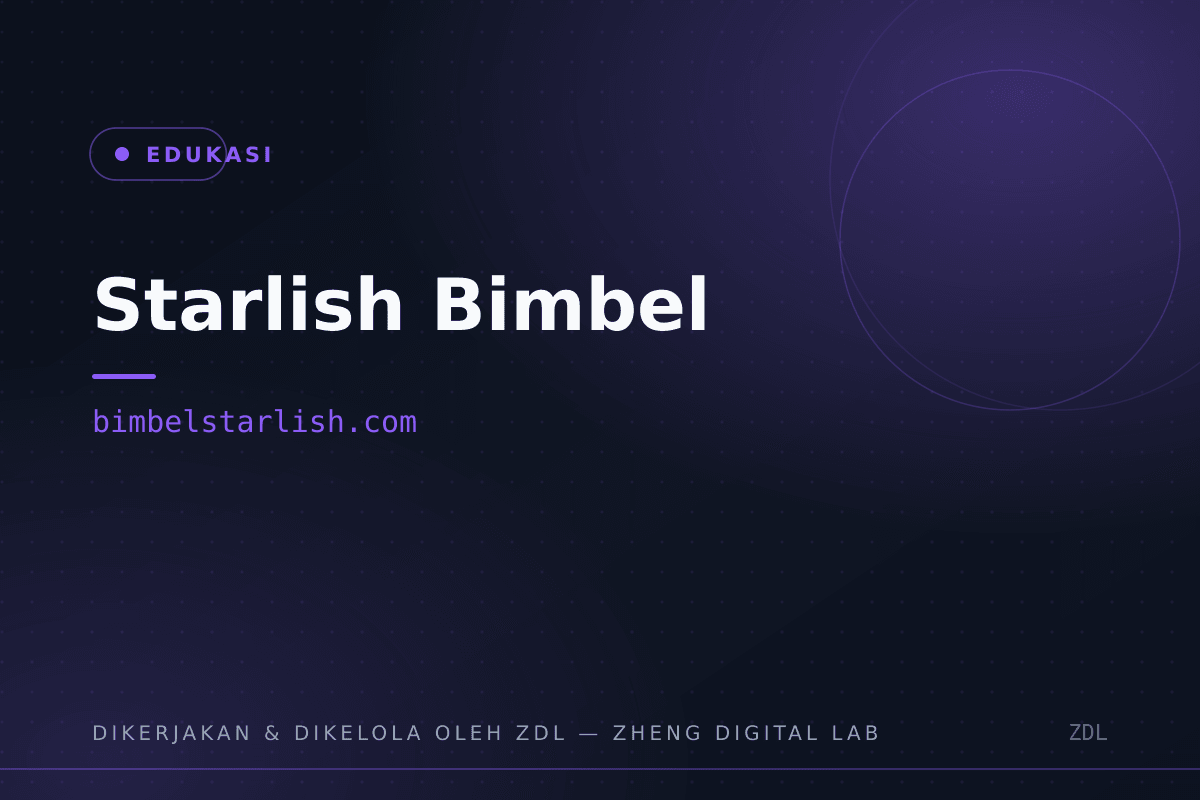 EDUKASI
Starlish Bimbel
bimbelstarlish.com
DIKERJAKAN & DIKELOLA OLEH ZDL — ZHENG DIGITAL LAB
ZDL